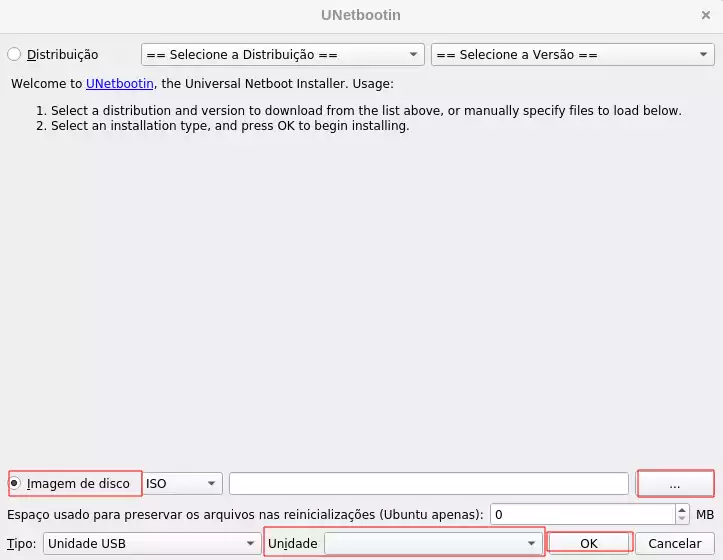 UNetbootin ×
Distribuição == Selecione a Distribuição == == Selecione a Versão ==
Welcome to UNetbootin, the Universal Netboot Installer. Usage:
1. Select a distribution and version to download from the list above, or manually specify files to load below.
2. Select an installation type, and press OK to begin installing.
Imagem de disco ISO ...
Espaço usado para preservar os arquivos nas reinicializações (Ubuntu apenas): 0 MB
Tipo: Unidade USB Unidade OK Cancelar